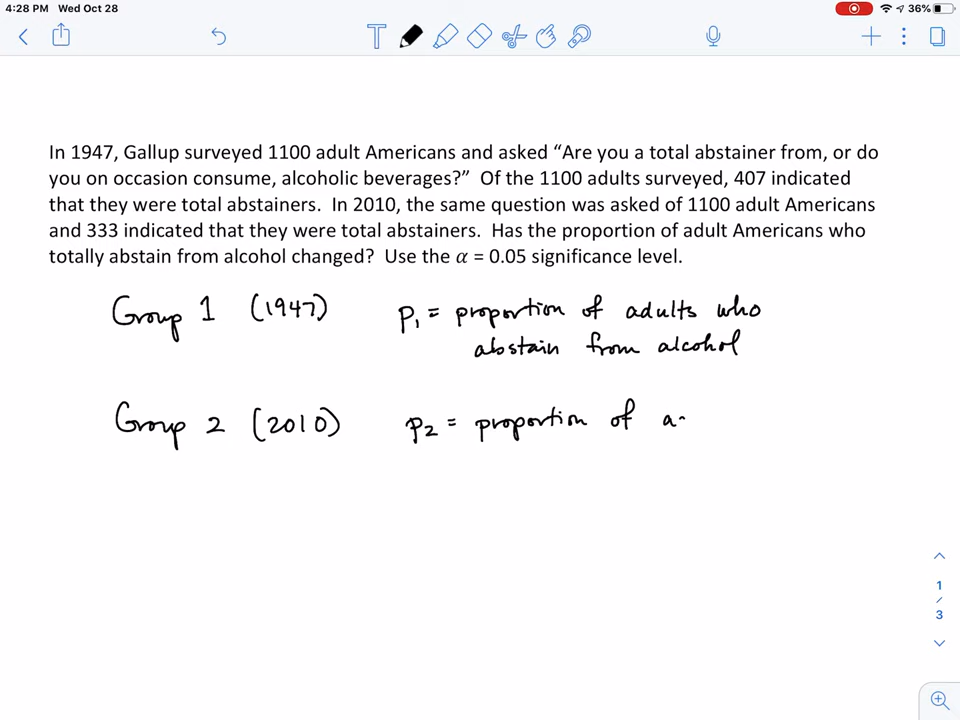 4:28 PM Wed Oct 28
36%
T
In 1947, Gallup surveyed 1100 adult Americans and asked “Are you a total abstainer from, or do
you on occasion consume, alcoholic beverages?” Of the 1100 adults surveyed, 407 indicated
that they were total abstainers. In 2010, the same question was asked of 1100 adult Americans
and 333 indicated that they were total abstainers. Has the proportion of adult Americans who
totally abstain from alcohol changed? Use the α = 0.05 significance level.
Group 1 (1947) p₁ = proportion of adults who
abstain from alcohol
Group 2 (2010) p₂ = proportion of a
1
/
3